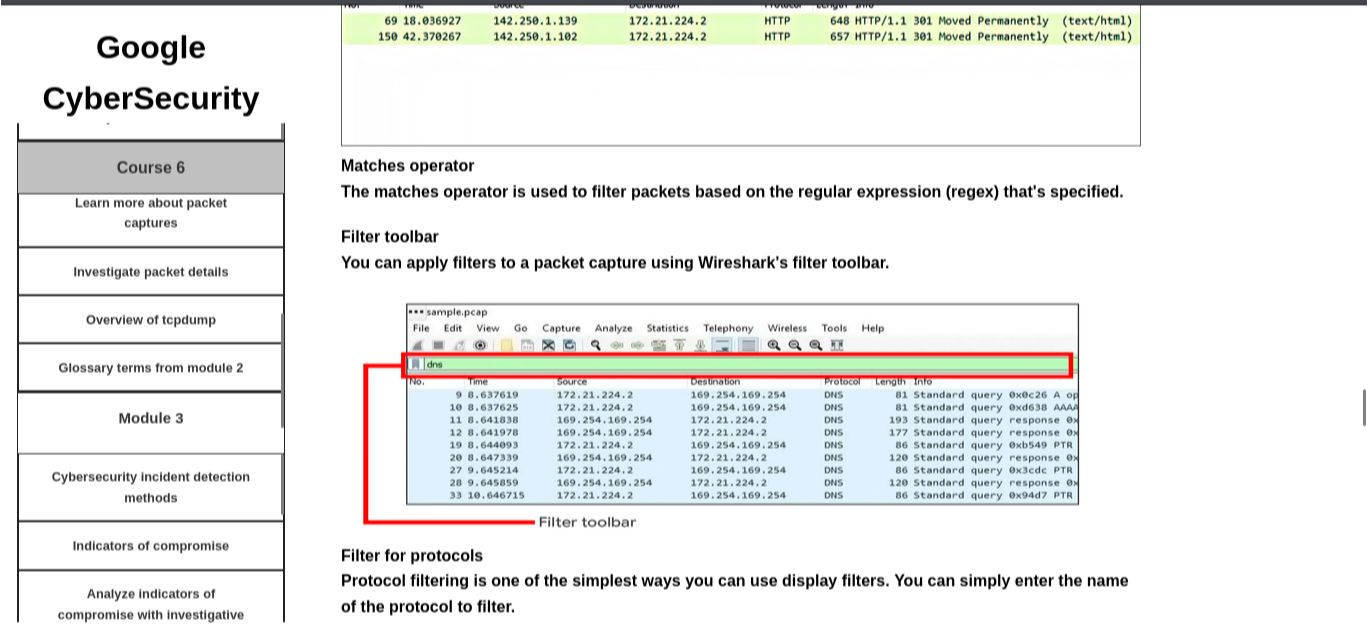 Google
CyberSecurity
Course 6
Learn more about packet
captures
Investigate packet details
Overview of tcpdump
Glossary terms from module 2
Module 3
Cybersecurity incident detection
methods
Indicators of compromise
Analyze indicators of
compromise with investigative
69 18.036927 142.250.1.139 172.21.224.2 HTTP 648 HTTP/1.1 301 Moved Permanently (text/html)
150 42.370267 142.250.1.102 172.21.224.2 HTTP 657 HTTP/1.1 301 Moved Permanently (text/html)
Matches operator
The matches operator is used to filter packets based on the regular expression (regex) that's specified.
Filter toolbar
You can apply filters to a packet capture using Wireshark's filter toolbar.
sample.pcap
File Edit View Go Capture Analyze Statistics Telephony Wireless Tools Help
dns
No. Time Source Destination Protocol Length Info
9 8.637619 172.21.224.2 169.254.169.254 DNS 81 Standard query 0x0c26 A op
10 8.637625 172.21.224.2 169.254.169.254 DNS 81 Standard query 0xd638 AAAA
11 8.641838 169.254.169.254 172.21.224.2 DNS 193 Standard query response 0x
12 8.641978 169.254.169.254 172.21.224.2 DNS 177 Standard query response 0x
19 8.644093 172.21.224.2 169.254.169.254 DNS 86 Standard query 0xb549 PTR
20 8.647339 169.254.169.254 172.21.224.2 DNS 120 Standard query response 0x
27 9.645214 172.21.224.2 169.254.169.254 DNS 86 Standard query 0x3cdc PTR
28 9.645859 169.254.169.254 172.21.224.2 DNS 120 Standard query response 0x
33 10.646715 172.21.224.2 169.254.169.254 DNS 86 Standard query 0x94d7 PTR
Filter toolbar
Filter for protocols
Protocol filtering is one of the simplest ways you can use display filters. You can simply enter the name
of the protocol to filter.